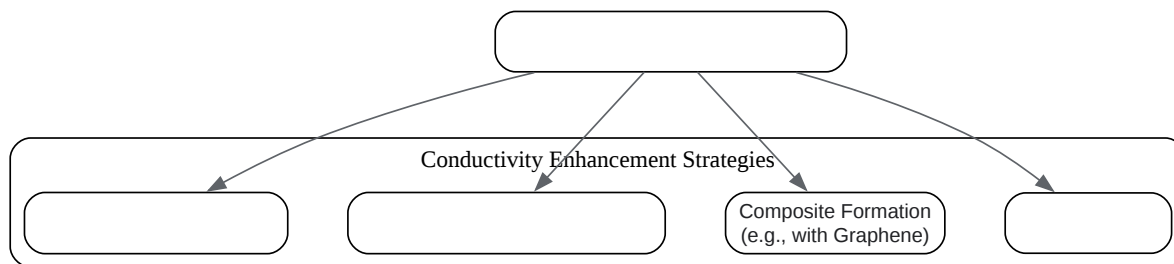 Conductivity Enhancement Strategies
Composite Formation
(e.g., with Graphene)